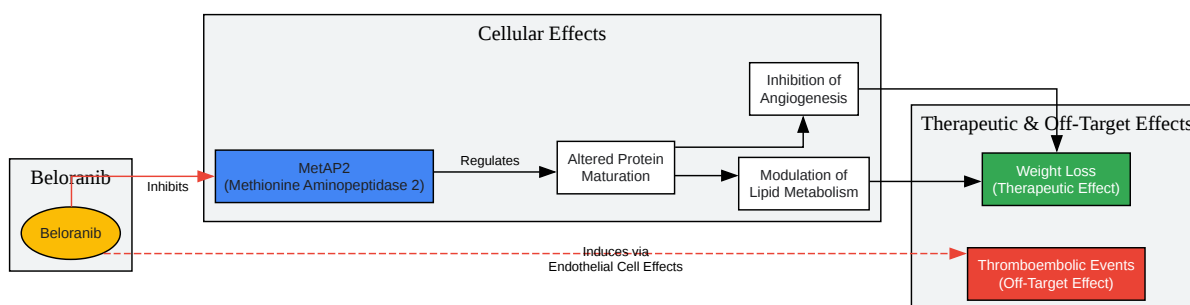 Cellular Effects
Inhibition of
Angiogenesis
Therapeutic & Off-Target Effects
Beloranib
Inhibits
MetAP2
(Methionine Aminopeptidase 2)
Regulates
Altered Protein
Maturation
Modulation of
Lipid Metabolism
Weight Loss
(Therapeutic Effect)
Beloranib
Induces via
Endothelial Cell Effects
Thromboembolic Events
(Off-Target Effect)